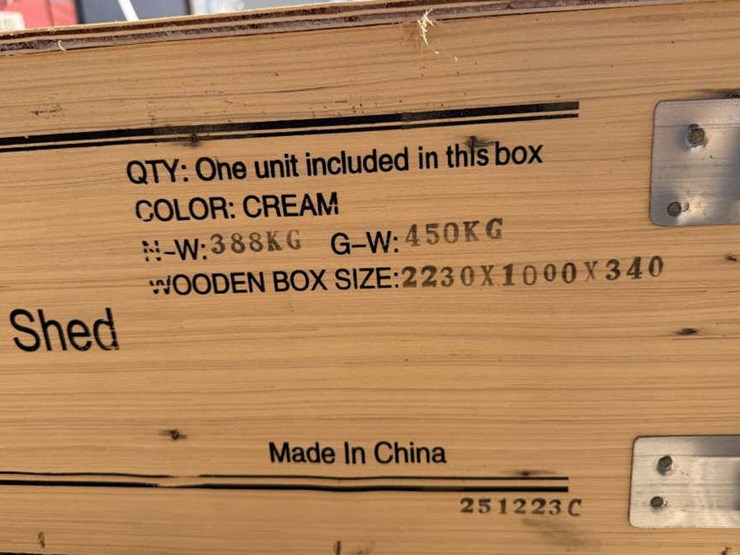 QTY: One unit included in this box
COLOR: CREAM
N-W: 388KG G-W: 450KG
WOODEN BOX SIZE: 2230X1000X340
Shed
Made In China
251223C